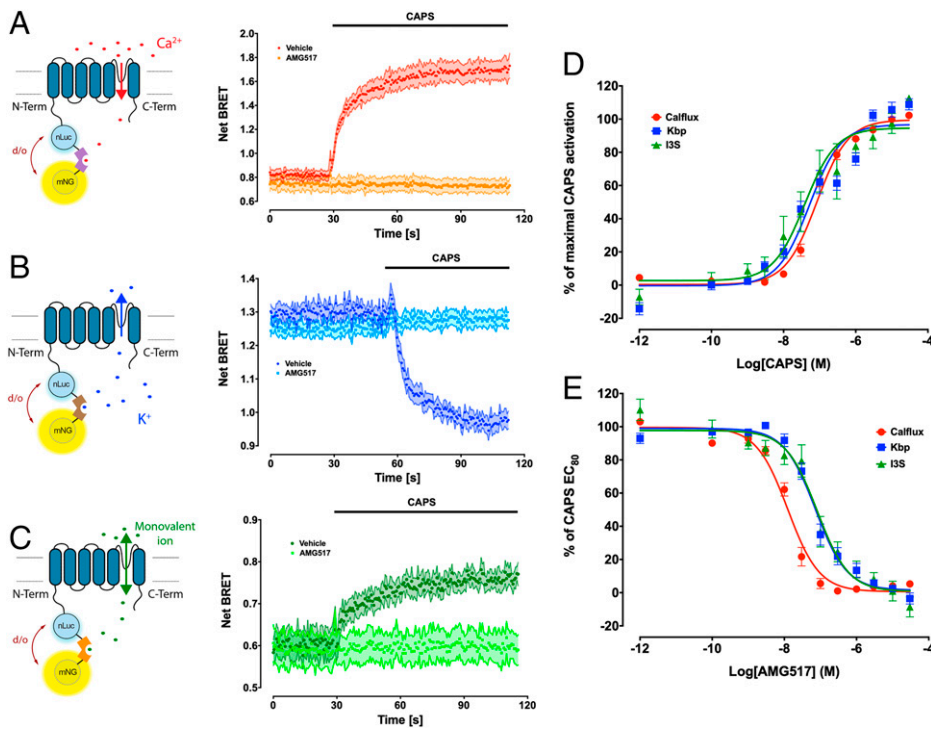 A
Ca2+
N-Term
C-Term
nLuc
d/o
mNG
CAPS
Vehicle
AMG517
Net BRET
2.0
1.8
1.6
1.4
1.2
1.0
0.8
0.6
0 30 60 90 120
Time [s]
B
N-Term
C-Term
nLuc
d/o
mNG
K+
CAPS
Vehicle
AMG517
Net BRET
1.4
1.3
1.2
1.1
1.0
0.9
0 30 60 90 120
Time [s]
C
Monovalent
ion
N-Term
C-Term
nLuc
d/o
mNG
CAPS
Vehicle
AMG517
Net BRET
0.9
0.8
0.7
0.6
0.5
0 30 60 90 120
Time [s]
D
Calflux
Kbp
I3S
% of maximal CAPS activation
120
100
80
60
40
20
0
-20
-12 -10 -8 -6 -4
Log[CAPS] (M)
E
Calflux
Kbp
I3S
% of CAPS EC80
120
100
80
60
40
20
0
-20
-12 -10 -8 -6 -4
Log[AMG517] (M)